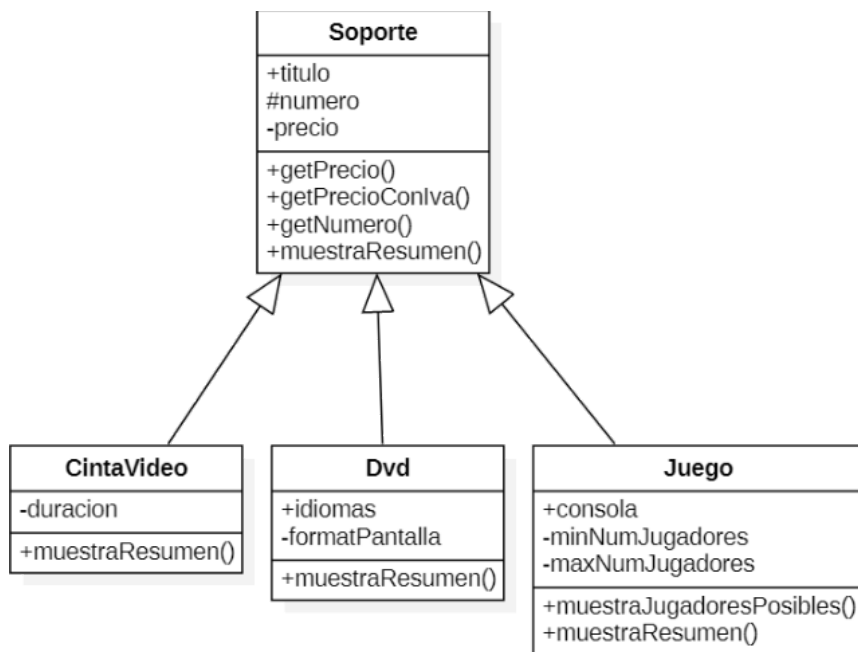 Soporte
+titulo
#numero
-precio
+getPrecio()
+getPrecioConIva()
+getNumero()
+muestraResumen()
CintaVideo
-duracion
+muestraResumen()
Dvd
+idiomas
-formatPantalla
+muestraResumen()
Juego
+consola
-minNumJugadores
-maxNumJugadores
+muestraJugadoresPosibles()
+muestraResumen()